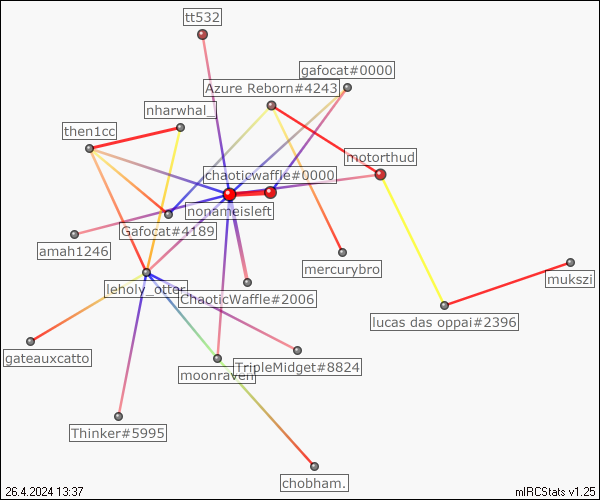 tt532
gafocat#0000
Azure Reborn#4243
nharwhal_
then1cc
motorthud
chaoticwaffle#0000
nonameisleft
Gafocat#4189
amah1246
mercurybro
mukszi
leholy_otter
ChaoticWaffle#2006
lucas das oppai#2396
gateauxcatto
TripleMidget#8824
moonraven
Thinker#5995
chobham.
26.4.2024 13:37
mIRCStats v1.25